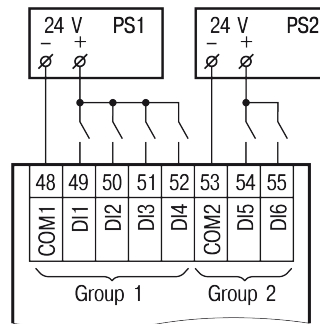 24 V PS1
– +
24 V PS2
– +
48 49 50 51 52 53 54 55
COM1 DI1 DI2 DI3 DI4 COM2 DI5 DI6
Group 1 Group 2